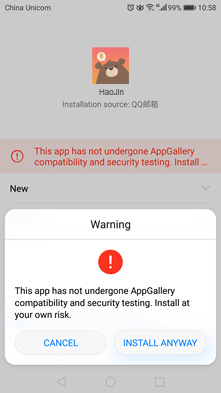 China Unicom 4G 99% 10:58
HaoJin
Installation source: QQ邮箱
This app has not undergone AppGallery
compatibility and security testing. Install ...
New
Warning
This app has not undergone AppGallery
compatibility and security testing. Install at
your own risk.
CANCEL
INSTALL ANYWAY